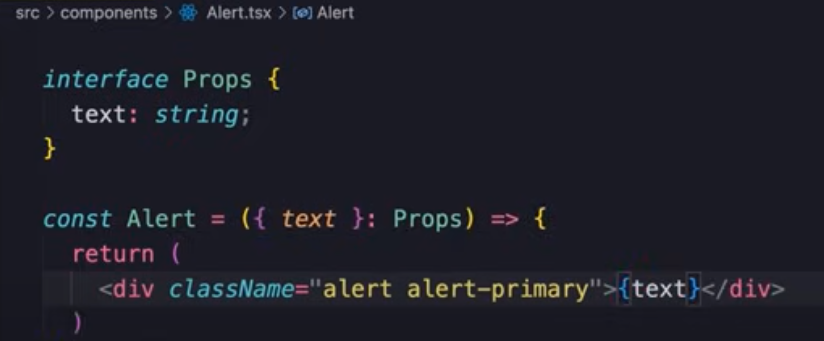 src > components > Alert.tsx > Alert
interface Props {
text: string;
}
const Alert = ({ text }: Props) => {
return (
<div className="alert alert-primary">{text}</div>
)